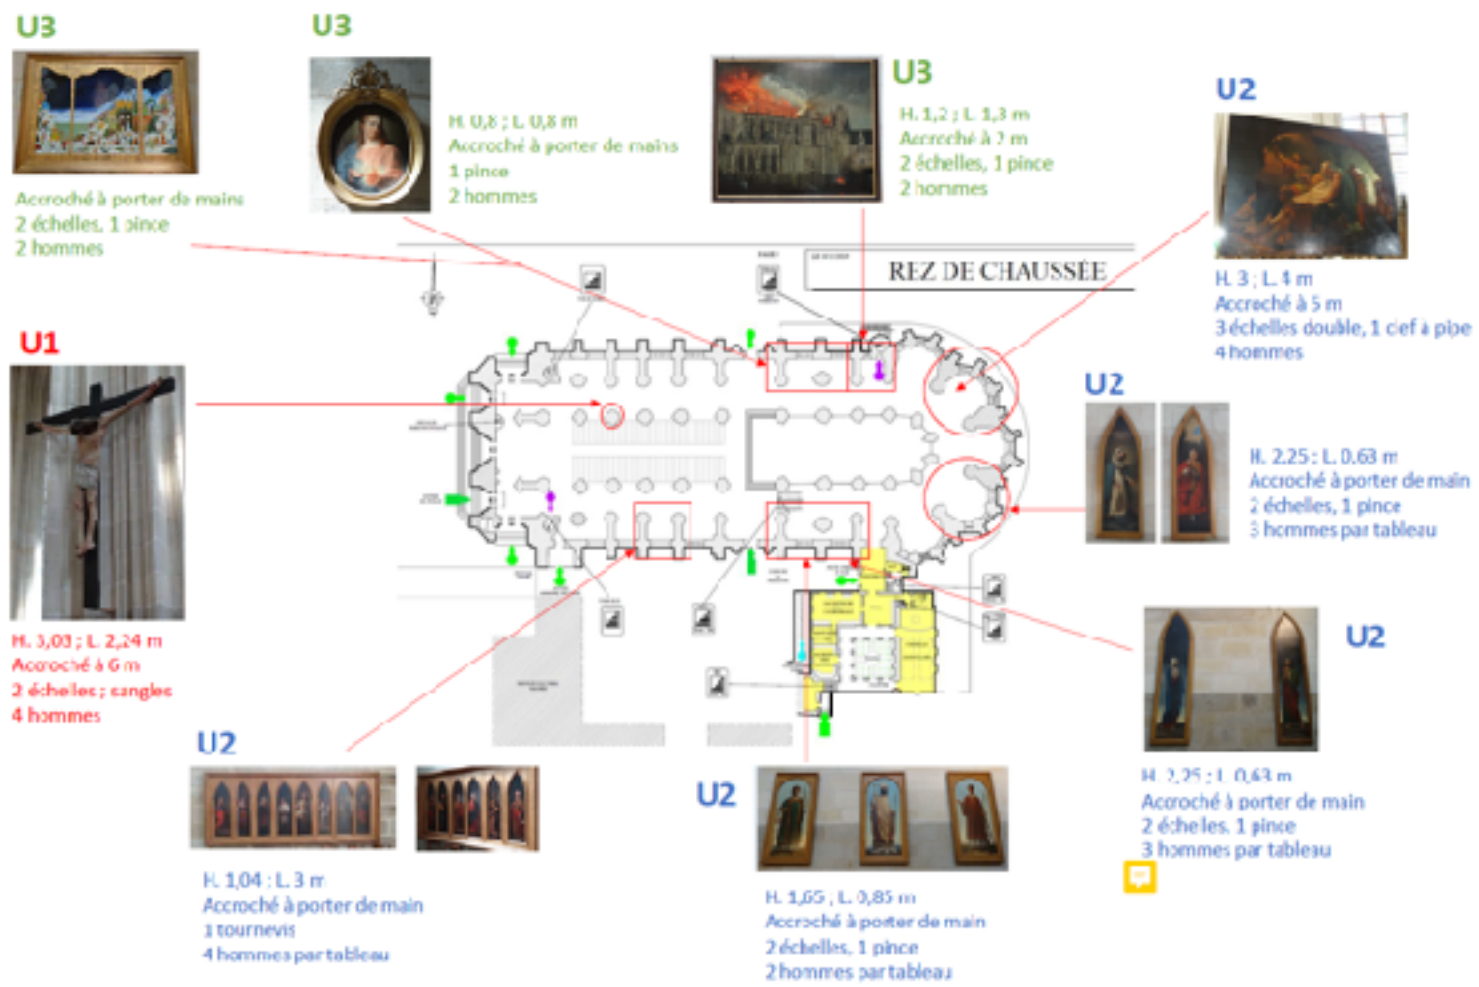 U3
Accroché à porter de mains
2 échelles, 1 pince
2 hommes
U3
H. 0,8 ; L. 0,8 m
Accroché à porter de mains
1 pince
2 hommes
U3
H. 1,2 ; L. 1,3 m
Accroché à 2 m
2 échelles, 1 pince
2 hommes
U2
H. 3 ; L. 4 m
Accroché à 5 m
3 échelles double, 1 clef à pipe
4 hommes
REZ DE CHAUSSÉE
U1
H. 3,03 ; L. 2,24 m
Accroché à 6 m
2 échelles ; sangles
4 hommes
U2
H. 2,25 ; L. 0,63 m
Accroché à porter de main
2 échelles, 1 pince
3 hommes par tableau
U2
H. 2,25 ; L. 0,63 m
Accroché à porter de main
2 échelles, 1 pince
3 hommes par tableau
U2
H. 1,04 ; L. 3 m
Accroché à porter de main
1 tournevis
4 hommes par tableau
U2
H. 1,65 ; L. 0,85 m
Accroché à porter de main
2 échelles, 1 pince
2 hommes par tableau